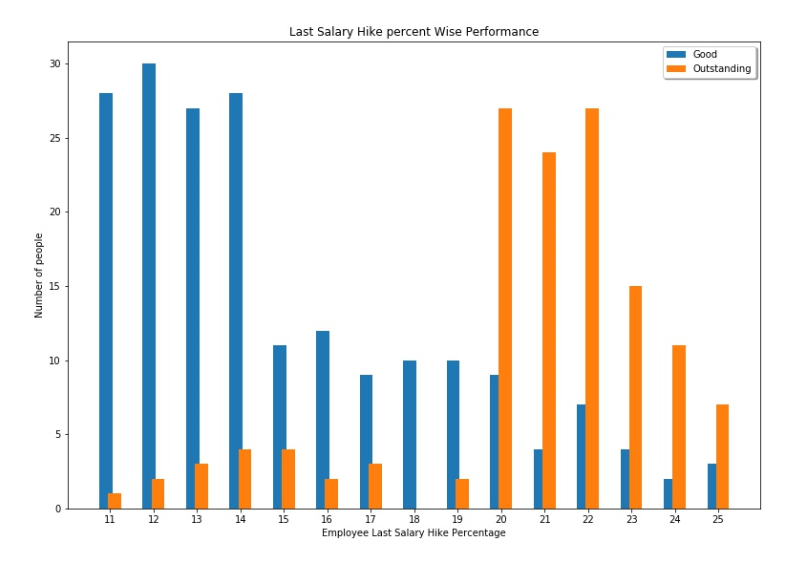 Last Salary Hike percent Wise Performance
Good
Outstanding
Number of people
30
25
20
15
10
5
0
11 12 13 14 15 16 17 18 19 20 21 22 23 24 25
Employee Last Salary Hike Percentage